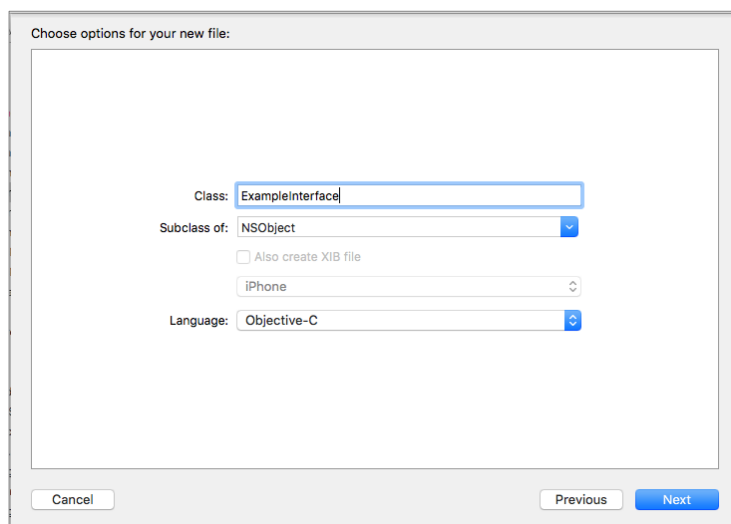 Choose options for your new file:
Class: ExampleInterface
Subclass of: NSObject
Also create XIB file
iPhone
Language: Objective-C
Cancel Previous Next